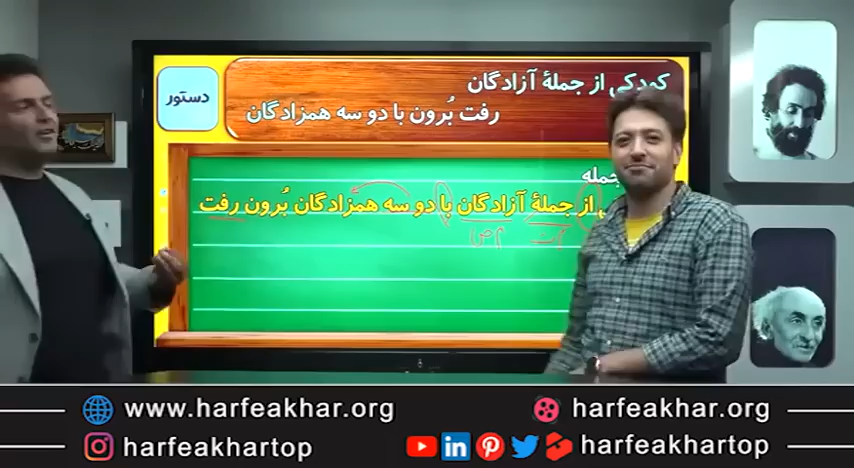 کودکی از جملهٔ آزادگان
رفت بُرون با دو سه همزادگان
دستور
جمله
از جملهٔ آزادگان با دو سه همزادگان بُرون رفت
www.harfeakhar.org
harfeakhar.org
harfeakhartop
harfeakhartop